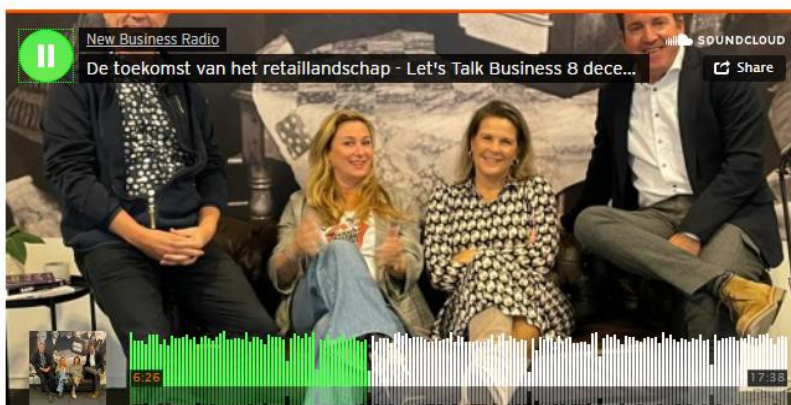 New Business Radio
SOUNDCLOUD
De toekomst van het retaillandschap - Let's Talk Business 8 dece...
Share
6:26
17:38